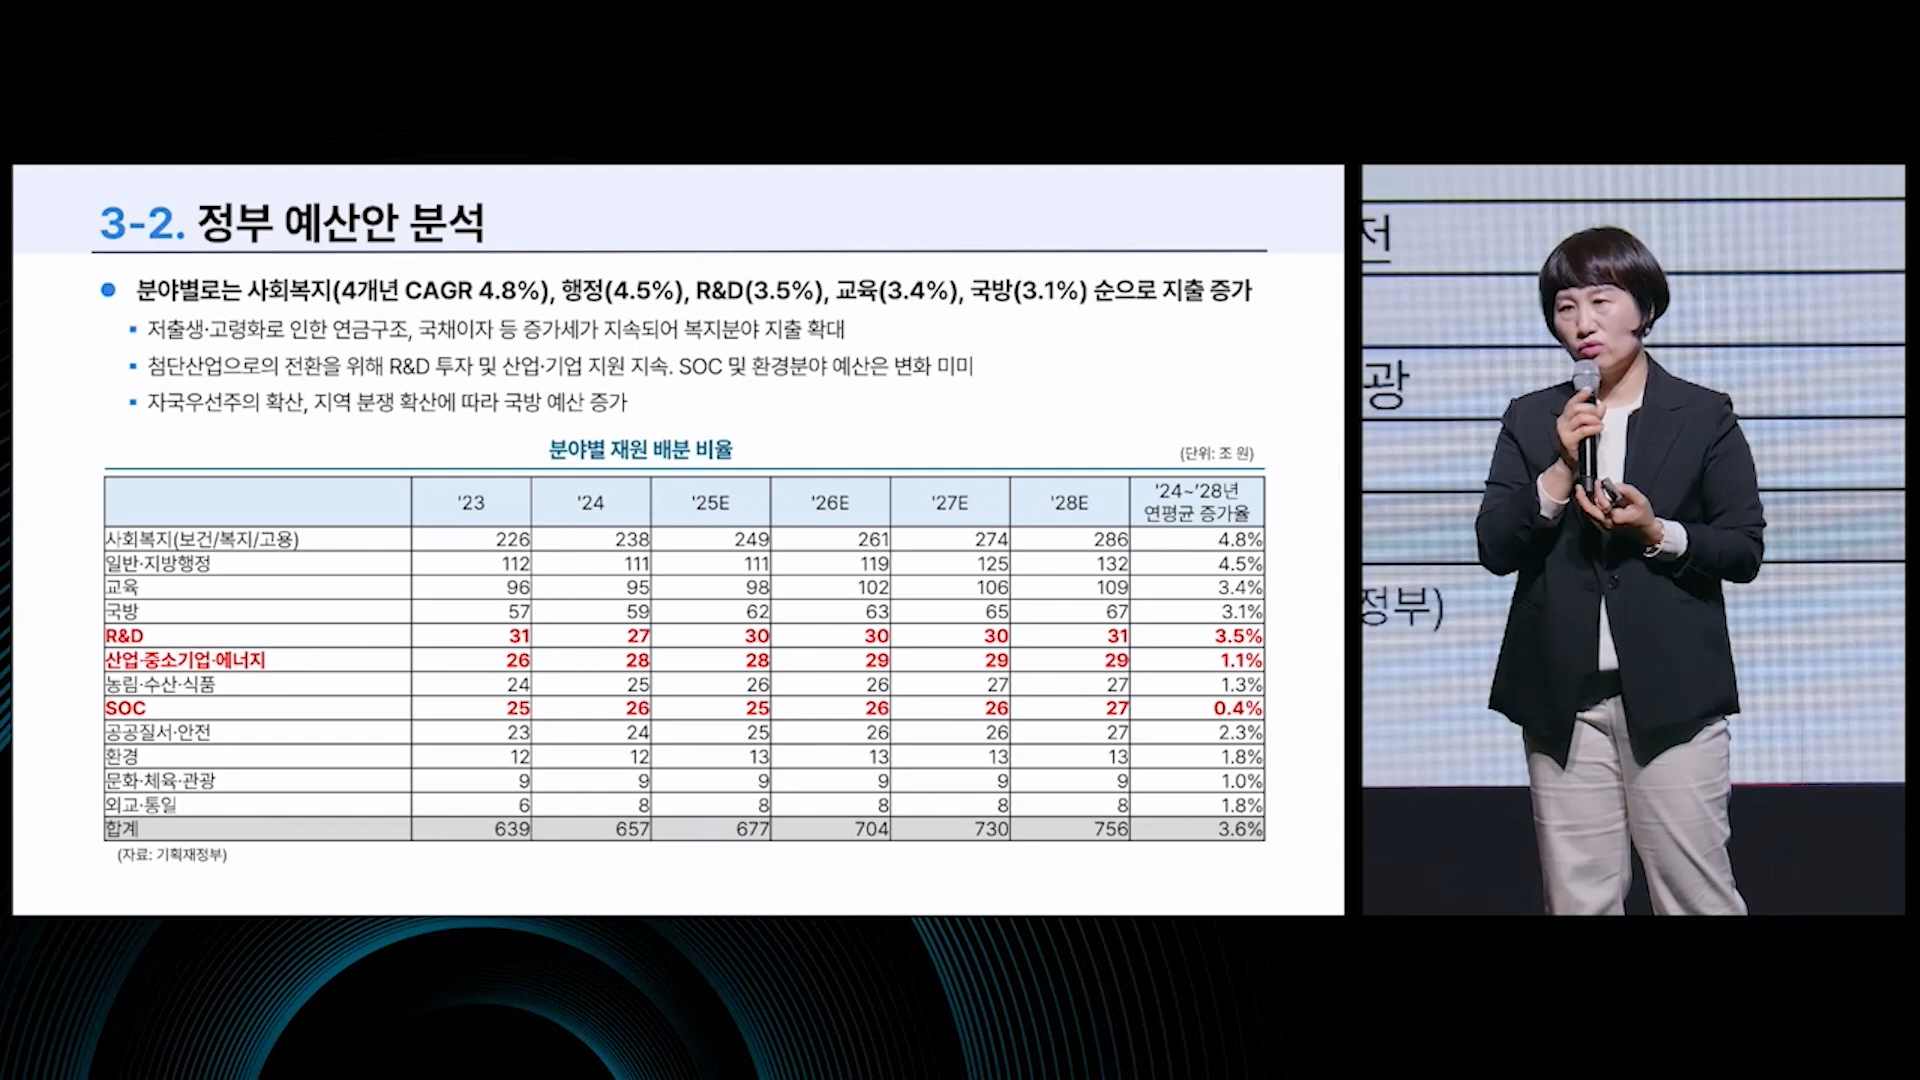 3-2. 정부 예산안 분석
분야별로는 사회복지(4개년 CAGR 4.8%), 행정(4.5%), R&D(3.5%), 교육(3.4%), 국방(3.1%) 순으로 지출 증가
저출생·고령화로 인한 연금구조, 국채이자 등 증가세가 지속되어 복지분야 지출 확대
첨단산업으로의 전환을 위해 R&D 투자 및 산업·기업 지원 지속. SOC 및 환경분야 예산은 변화 미미
자국우선주의 확산, 지역 분쟁 확산에 따라 국방 예산 증가
분야별 재원 배분 비율
(단위: 조 원)
'23 '24 '25E '26E '27E '28E '24~'28년 연평균 증가율
사회복지(보건/복지/고용) 226 238 249 261 274 286 4.8%
일반·지방행정 112 111 111 119 125 132 4.5%
교육 96 95 98 102 106 109 3.4%
국방 57 59 62 63 65 67 3.1%
R&D 31 27 30 30 30 31 3.5%
산업·중소기업·에너지 26 28 28 29 29 29 1.1%
농림·수산·식품 24 25 26 26 27 27 1.3%
SOC 25 26 25 26 26 27 0.4%
공공질서·안전 23 24 25 26 26 27 2.3%
환경 12 12 13 13 13 13 1.8%
문화·체육·관광 9 9 9 9 9 9 1.0%
외교·통일 6 8 8 8 8 8 1.8%
합계 639 657 677 704 730 756 3.6%
(자료: 기획재정부)
광
정부)